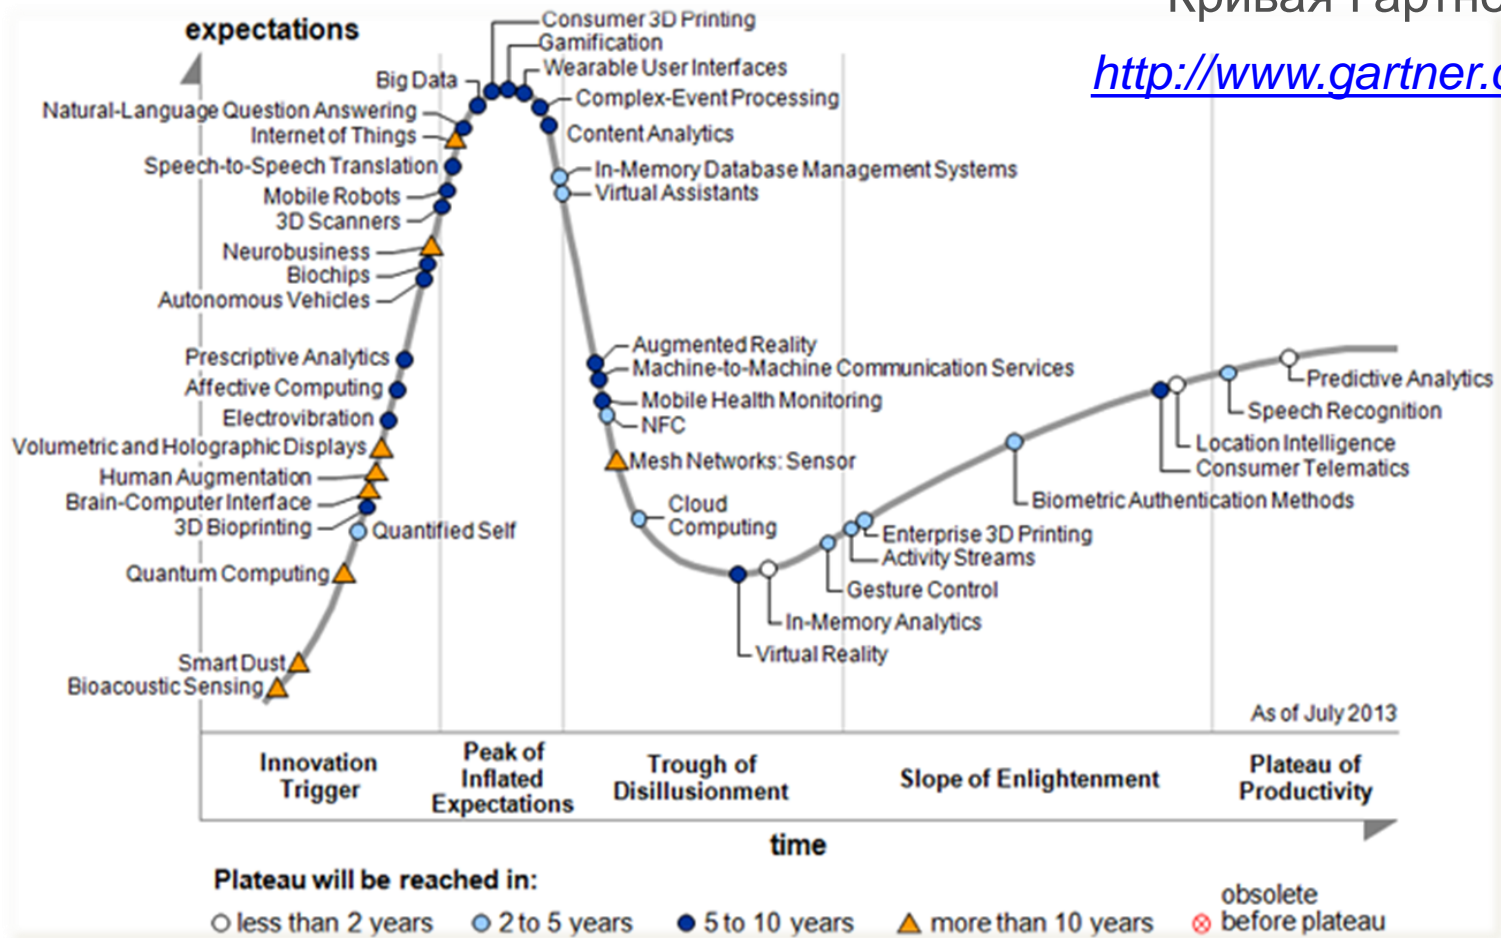 Кривая Гартне
http://www.gartner.c
expectations
Consumer 3D Printing
Gamification
Wearable User Interfaces
Big Data
Complex-Event Processing
Natural-Language Question Answering
Internet of Things
Content Analytics
Speech-to-Speech Translation
In-Memory Database Management Systems
Mobile Robots
Virtual Assistants
3D Scanners
Neurobusiness
Biochips
Autonomous Vehicles
Augmented Reality
Prescriptive Analytics
Machine-to-Machine Communication Services
Affective Computing
Mobile Health Monitoring
Electrovibration
NFC
Volumetric and Holographic Displays
Mesh Networks: Sensor
Human Augmentation
Brain-Computer Interface
3D Bioprinting
Quantified Self
Cloud
Computing
Quantum Computing
Smart Dust
Bioacoustic Sensing
Predictive Analytics
Speech Recognition
Location Intelligence
Consumer Telematics
Biometric Authentication Methods
Enterprise 3D Printing
Activity Streams
Gesture Control
In-Memory Analytics
Virtual Reality
As of July 2013
Innovation
Trigger
Peak of
Inflated
Expectations
Trough of
Disillusionment
Slope of Enlightenment
Plateau of
Productivity
time
Plateau will be reached in:
less than 2 years
2 to 5 years
5 to 10 years
more than 10 years
obsolete
before plateau